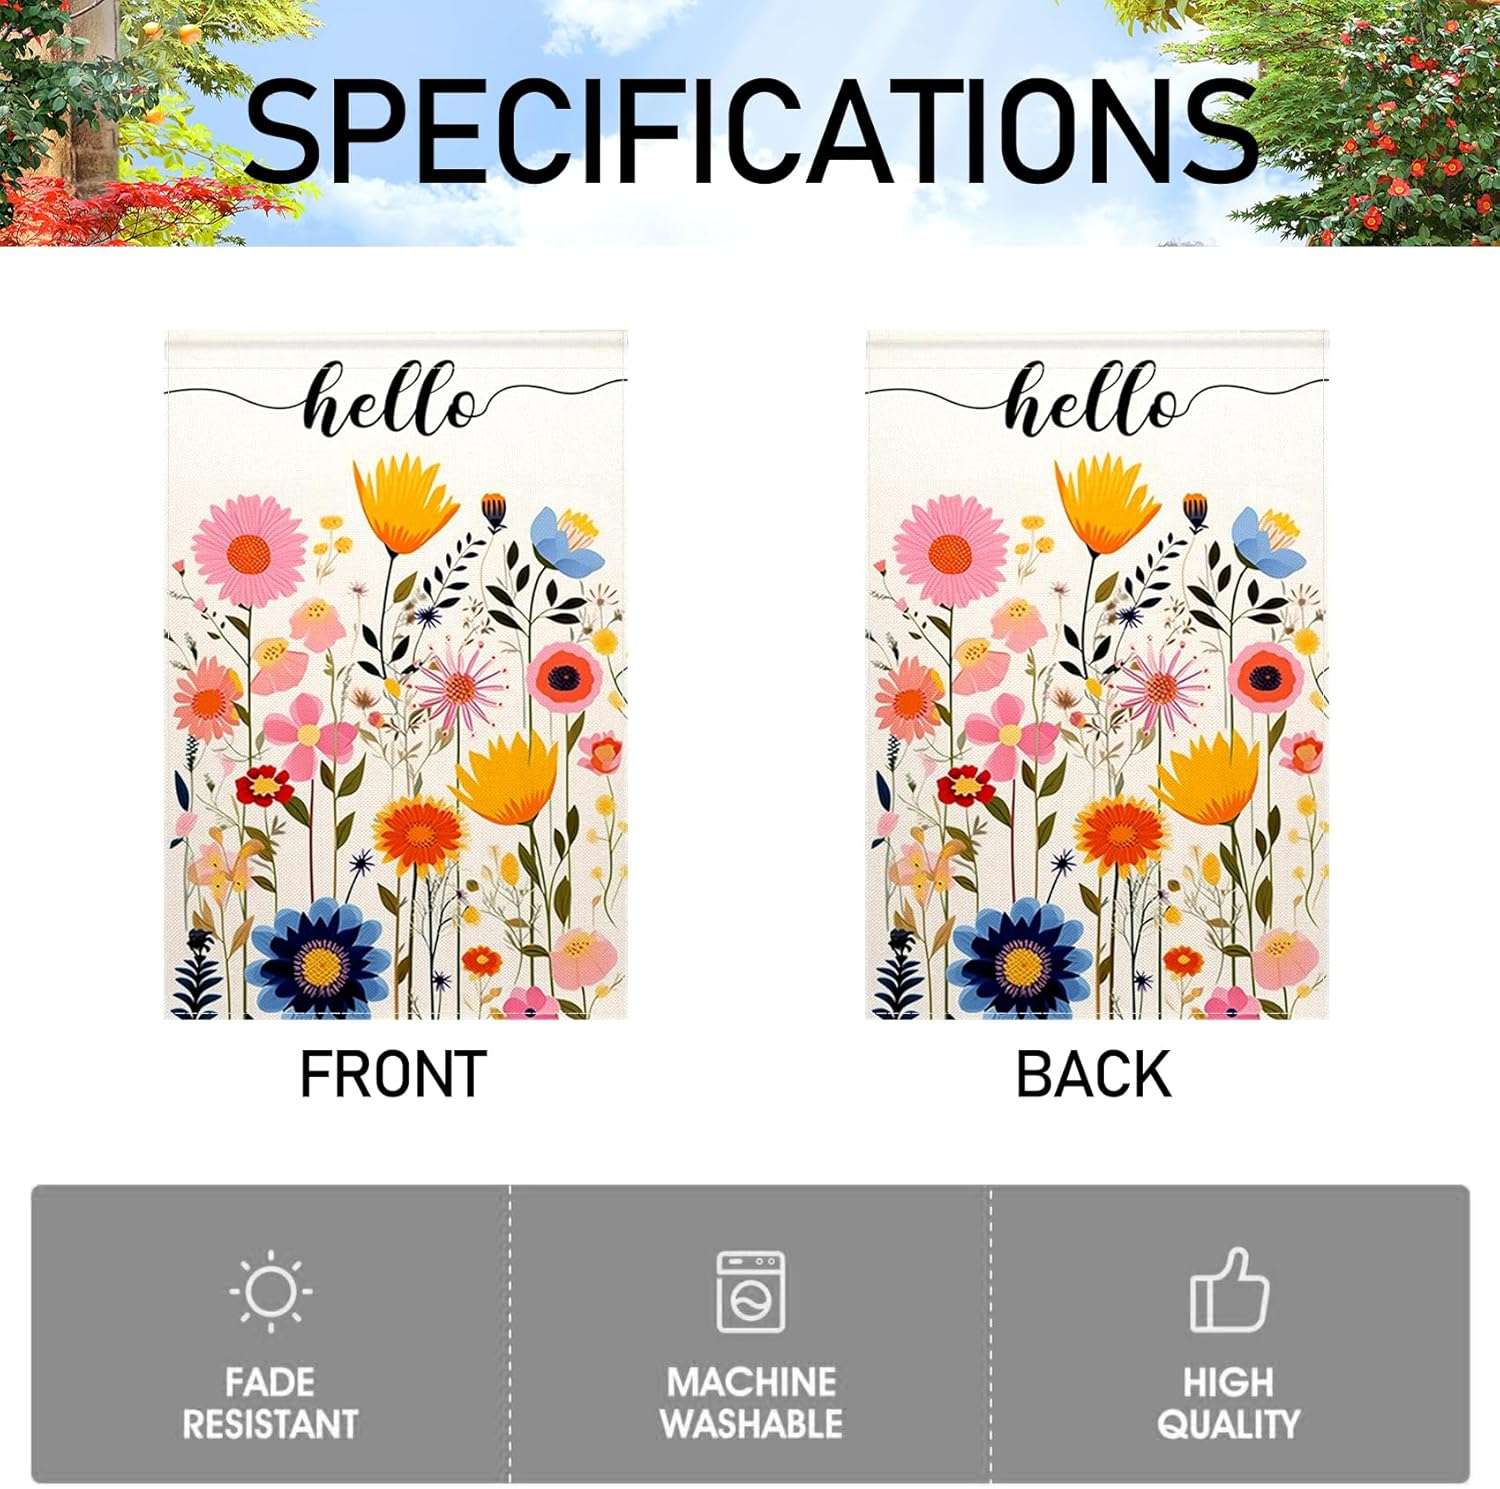 SPECIFICATIONS
hello
hello
FRONT
BACK
FADE
RESISTANT
MACHINE
WASHABLE
HIGH
QUALITY